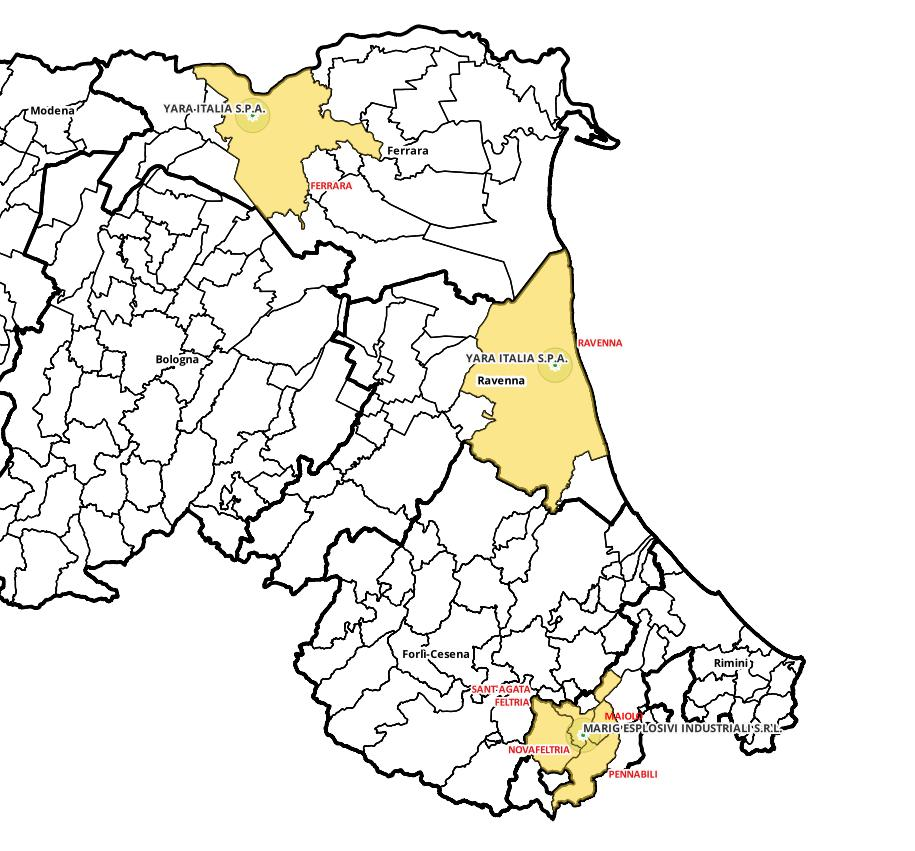 YARA ITALIA S.P.A.
Modena
Ferrara
FERRARA
RAVENNA
YARA ITALIA S.P.A.
Bologna
Ravenna
Forlì-Cesena
Rimini
SANT'AGATA
FELTRIA
MAIOLO
MARIG ESPLOSIVI INDUSTRIALI S.R.L.
NOVAFELTRIA
PENNABILI